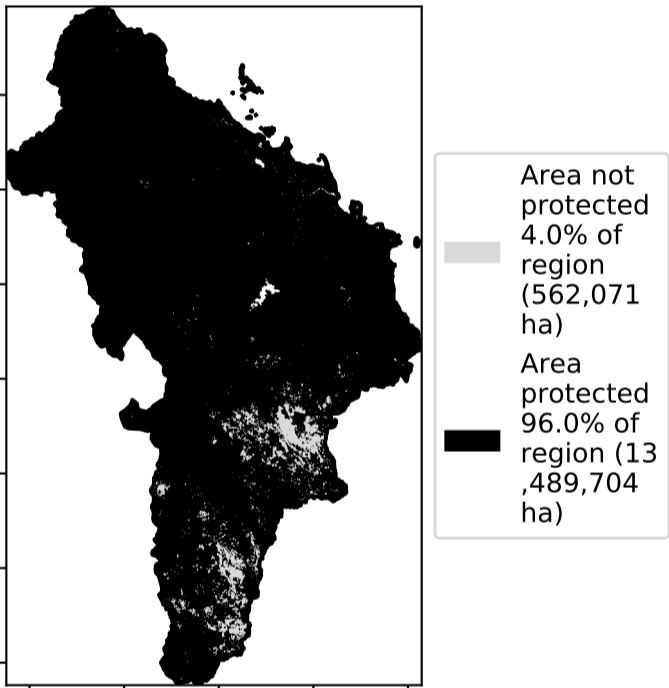 Area not
protected
4.0% of
region
(562,071
ha)
Area
protected
96.0% of
region (13
,489,704
ha)